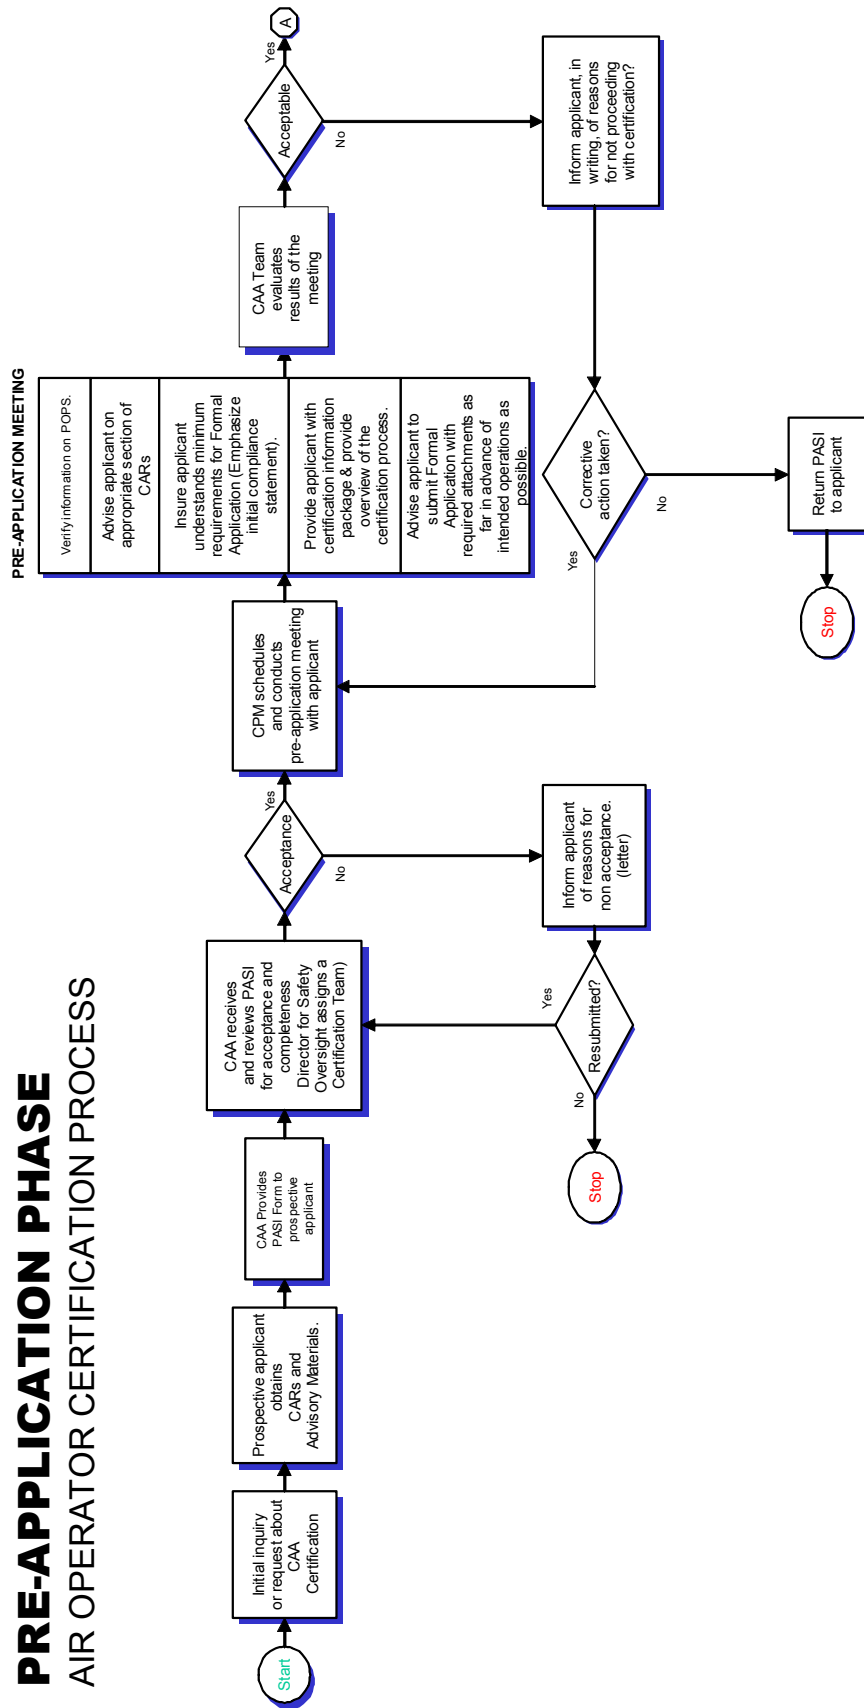 PRE-APPLICATION PHASE
AIR OPERATOR CERTIFICATION PROCESS
Start
Initial inquiry
or request about
CAA
Certification
Prospective applicant
obtains
CARs and
Advisory Materials.
CAA Provides
PASI Form to
prospective
applicant
CAA receives
and reviews PASI
for acceptance and
completeness
Director for Safety
Oversight assigns a
Certification Team)
Acceptance
Yes
No
Inform applicant
of reasons for
non acceptance.
(letter)
Resubmitted?
Yes
No
Stop
CPM schedules
and conducts
pre-application meeting
with applicant
PRE-APPLICATION MEETING
Verify information on POPS.
Advise applicant on
appropriate section of
CARs
Insure applicant
understands minimum
requirements for Formal
Application (Emphasize
initial compliance
statement).
Provide applicant with
certification information
package & provide
overview of the
certification process.
Advise applicant to
submit Formal
Application with
required attachments as
far in advance of
intended operations as
possible.
CAA Team
evaluates
results of the
meeting
Acceptable
Yes
A
No
Inform applicant, in
writing, of reasons
for not proceeding
with certification?
Corrective
action taken?
Yes
No
Return PASI
to applicant
Stop